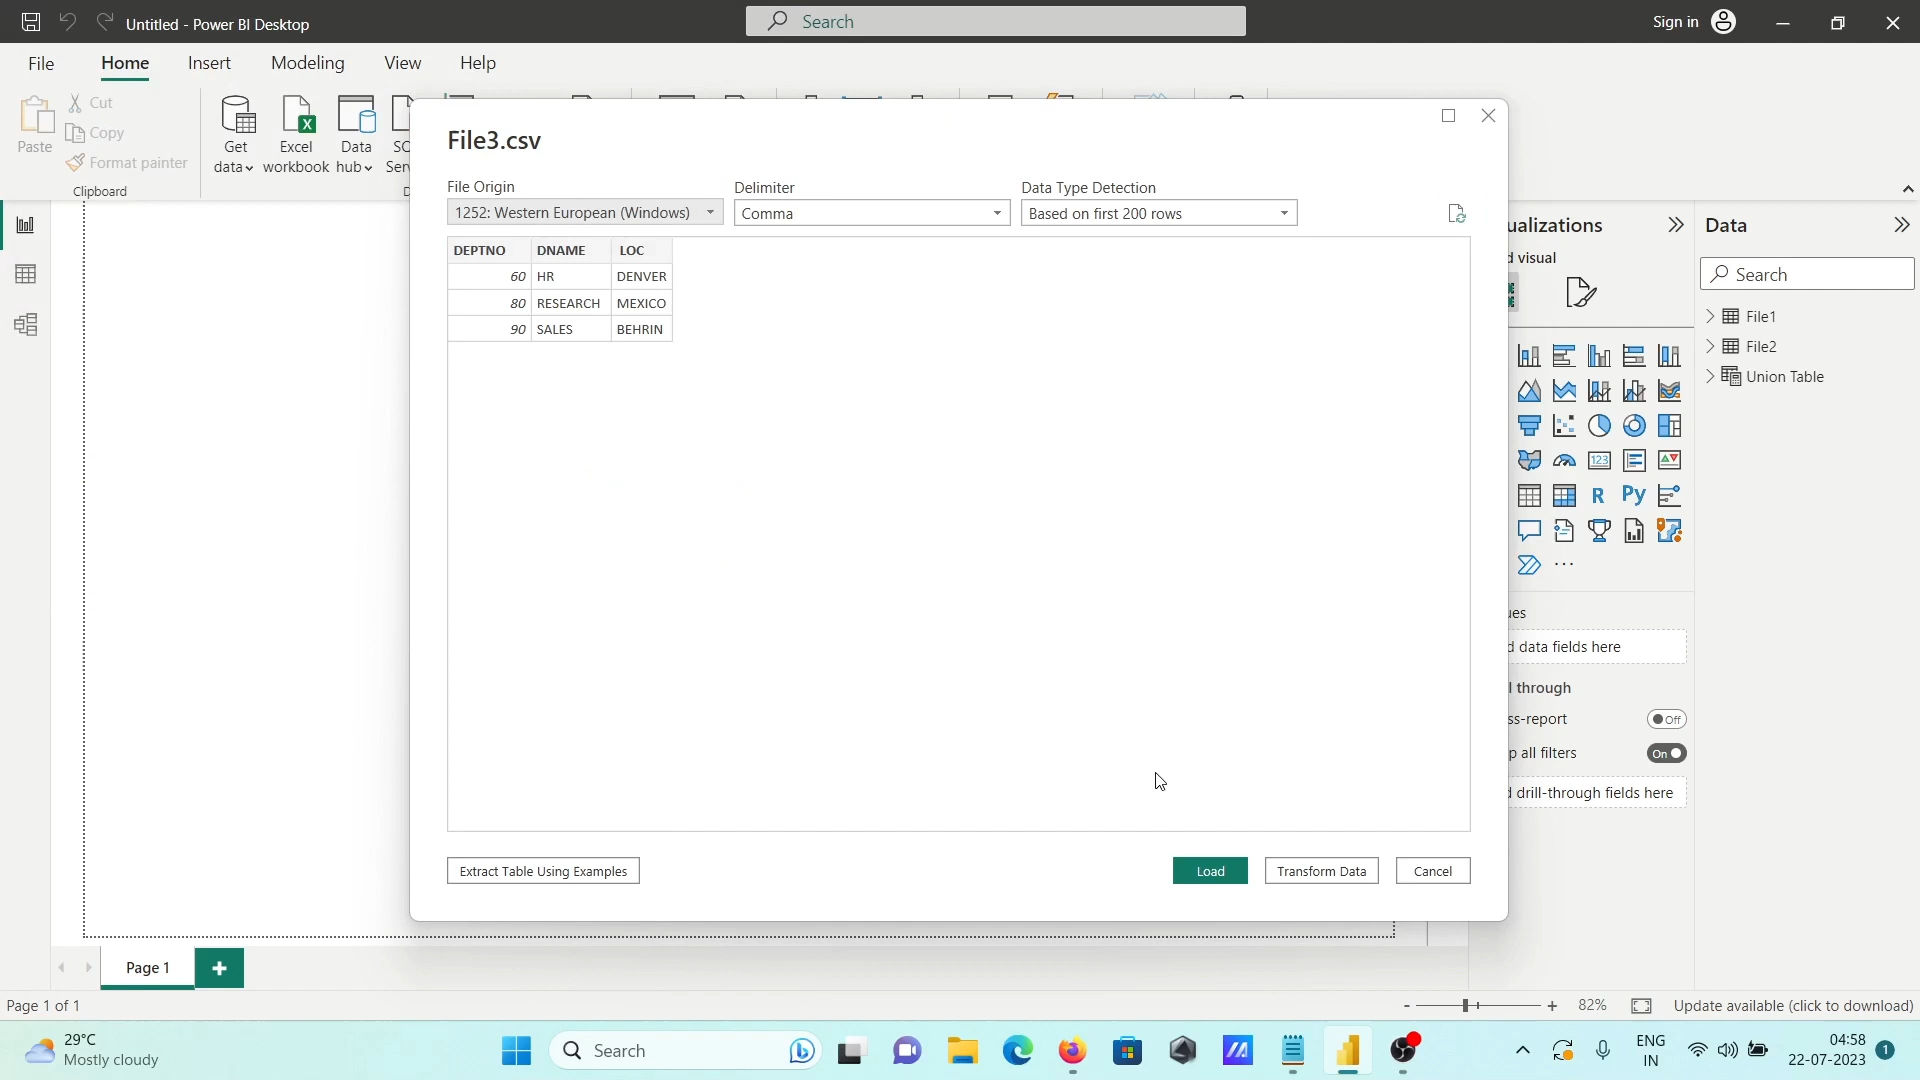 Untitled - Power BI Desktop
Search
Sign in
File
Home
Insert
Modeling
View
Help
Paste
Cut
Copy
Format painter
Clipboard
Get data
Excel workbook
Data hub
File3.csv
File Origin
Delimiter
Data Type Detection
1252: Western European (Windows)
Comma
Based on first 200 rows
DEPTNO DNAME LOC
60 HR DENVER
80 RESEARCH MEXICO
90 SALES BEHRIN
Extract Table Using Examples
Load
Transform Data
Cancel
ualizations
d visual
123
R
Py
ues
d data fields here
l through
ss-report
Off
p all filters
On
d drill-through fields here
Data
Search
File1
File2
Union Table
Page 1
Page 1 of 1
- + 82%
Update available (click to download)
29°C
Mostly cloudy
Search
ENG
IN
04:58
22-07-2023
1